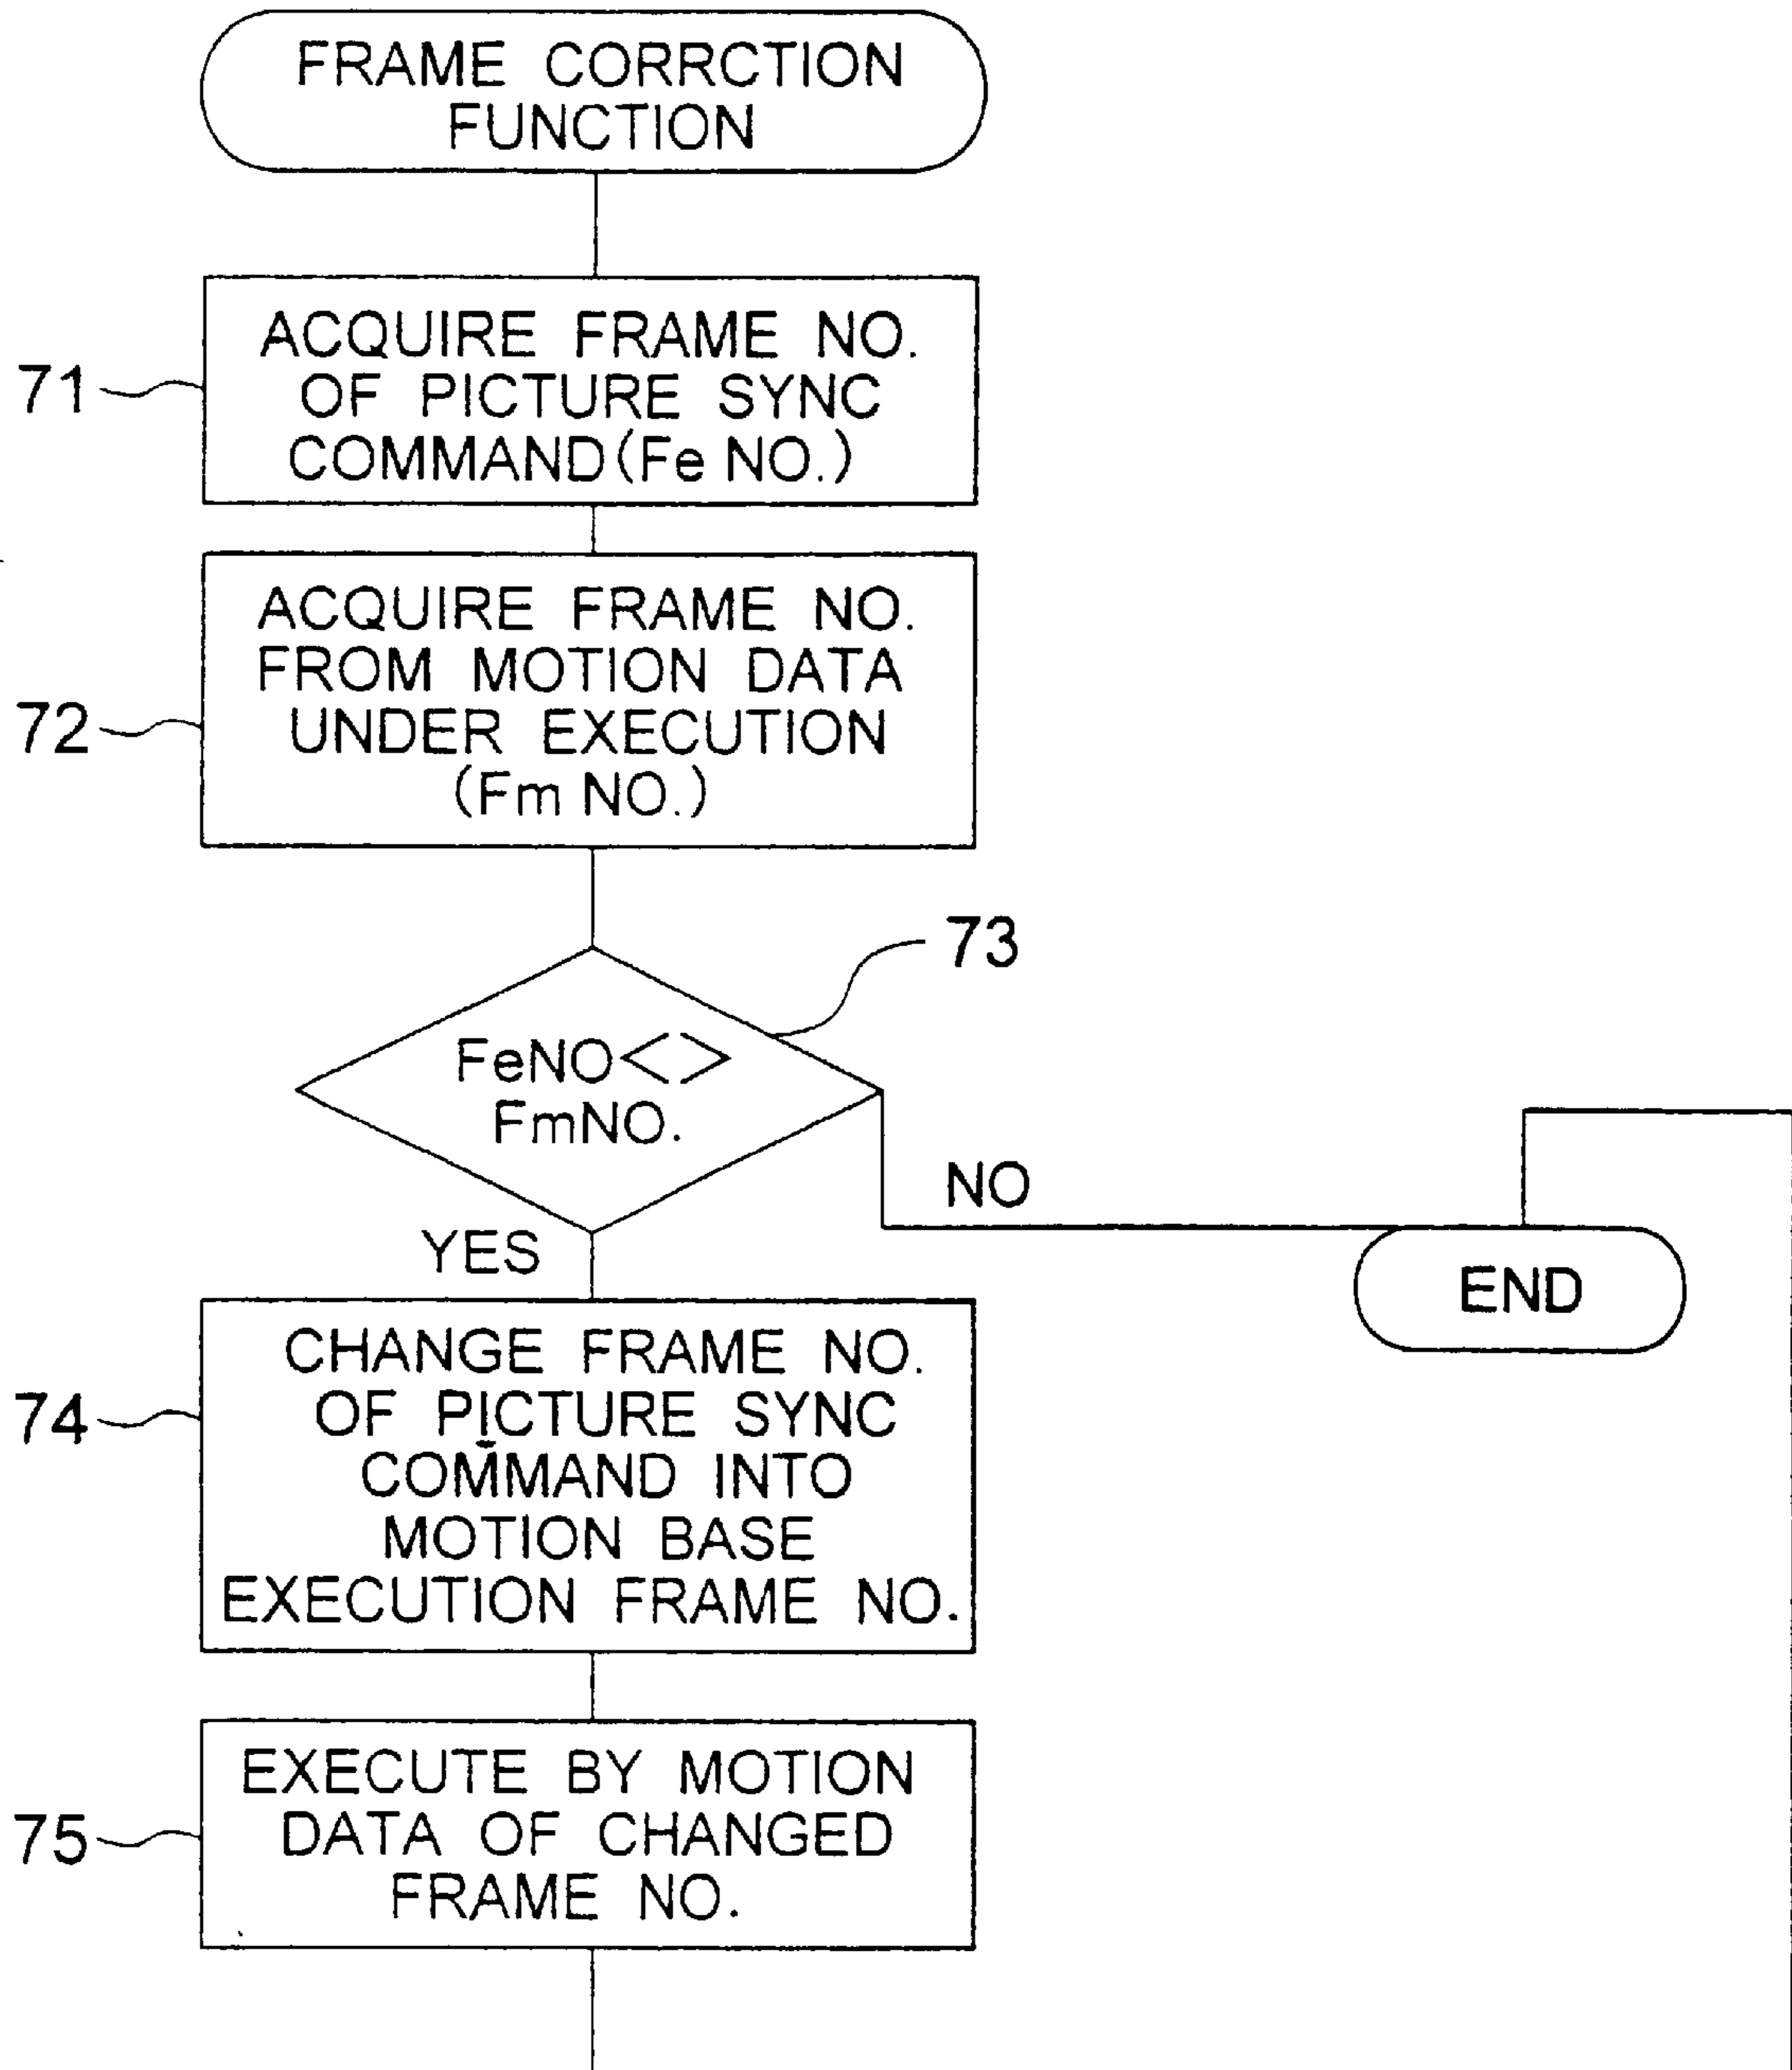 FRAME CORRCTION
FUNCTION
71
ACQUIRE FRAME NO.
OF PICTURE SYNC
COMMAND(Fe NO.)
72
ACQUIRE FRAME NO.
FROM MOTION DATA
UNDER EXECUTION
(Fm NO.)
73
FeNO<>
FmNO.
NO
YES
END
74
CHANGE FRAME NO.
OF PICTURE SYNC
COMMAND INTO
MOTION BASE
EXECUTION FRAME NO.
75
EXECUTE BY MOTION
DATA OF CHANGED
FRAME NO.